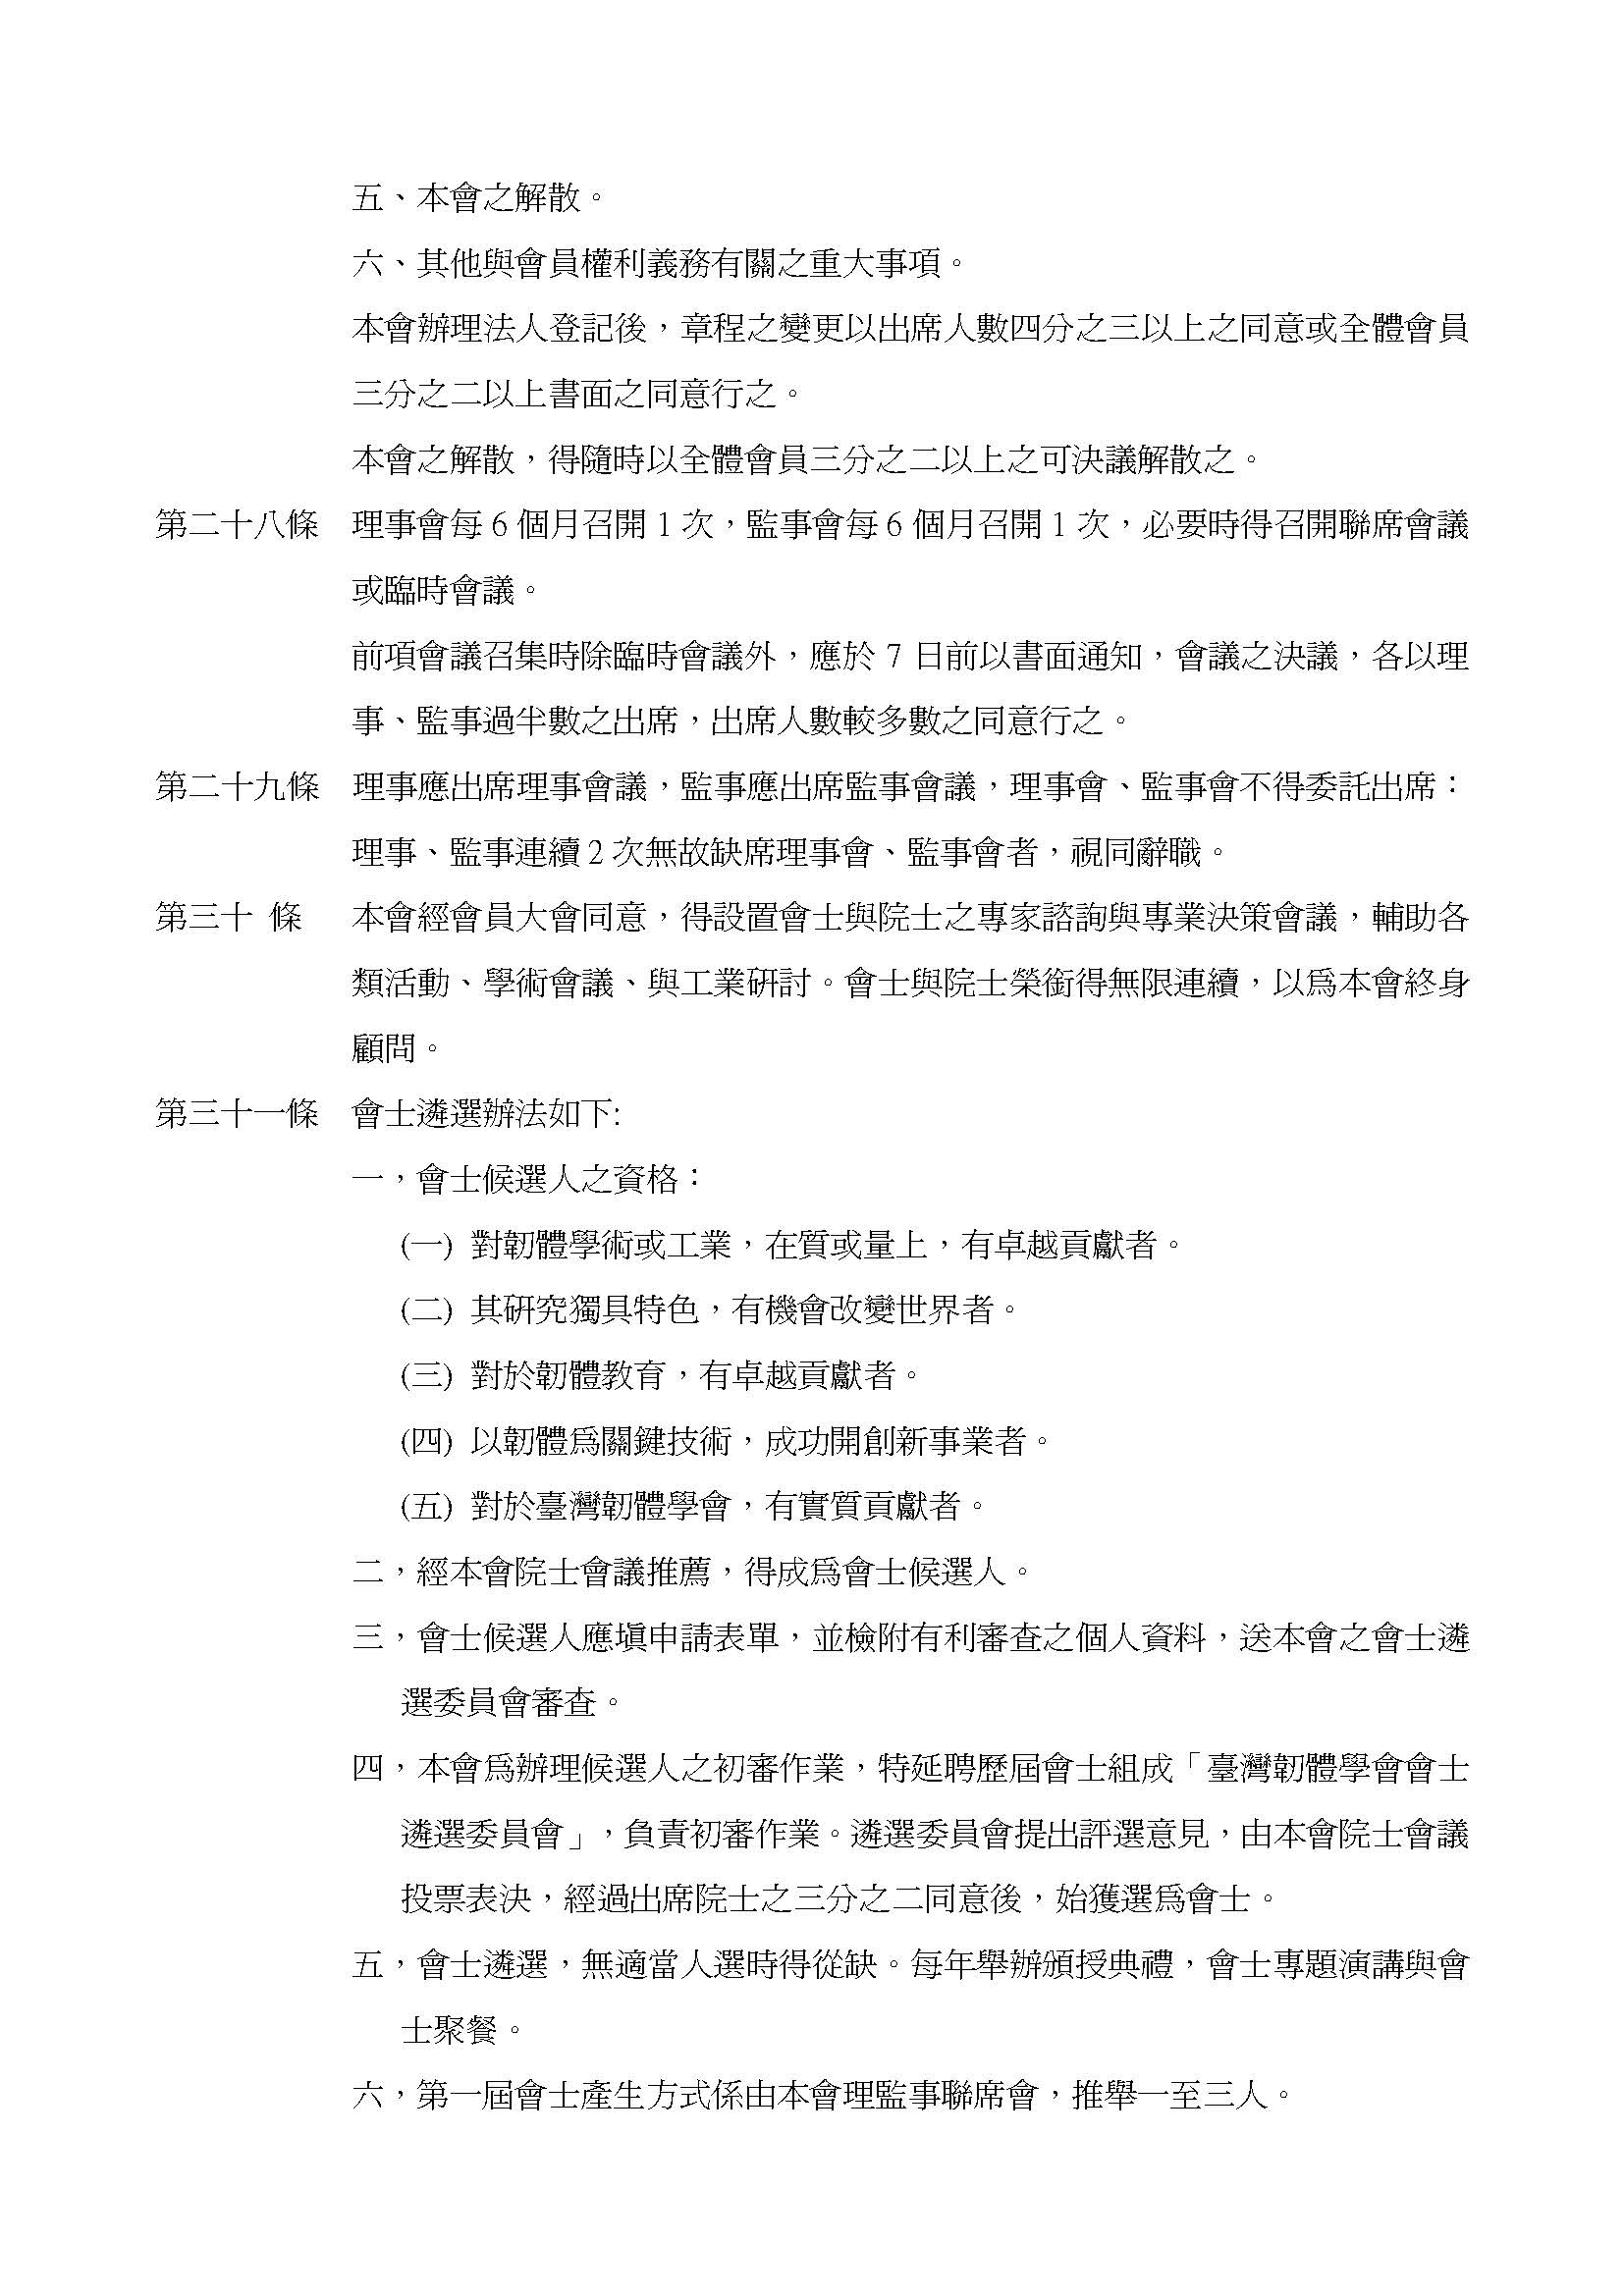 五、本會之解散。
六、其他與會員權利義務有關之重大事項。
本會辦理法人登記後，章程之變更以出席人數四分之三以上之同意或全體會員
三分之二以上書面之同意行之。
本會之解散，得隨時以全體會員三分之二以上之可決議解散之。
第二十八條　理事會每 6 個月召開 1 次，監事會每 6 個月召開 1 次，必要時得召開聯席會議
或臨時會議。
前項會議召集時除臨時會議外，應於 7 日前以書面通知，會議之決議，各以理
事、監事過半數之出席，出席人數較多數之同意行之。
第二十九條　理事應出席理事會議，監事應出席監事會議，理事會、監事會不得委託出席：
理事、監事連續 2 次無故缺席理事會、監事會者，視同辭職。
第三十 條　本會經會員大會同意，得設置會士與院士之專家諮詢與專業決策會議，輔助各
類活動、學術會議、與工業研討。會士與院士榮銜得無限連續，以為本會終身
顧問。
第三十一條　會士遴選辦法如下:
一，會士候選人之資格：
(一) 對韌體學術或工業，在質或量上，有卓越貢獻者。
(二) 其研究獨具特色，有機會改變世界者。
(三) 對於韌體教育，有卓越貢獻者。
(四) 以韌體為關鍵技術，成功開創新事業者。
(五) 對於臺灣韌體學會，有實質貢獻者。
二，經本會院士會議推薦，得成為會士候選人。
三，會士候選人應填申請表單，並檢附有利審查之個人資料，送本會之會士遴
選委員會審查。
四，本會為辦理候選人之初審作業，特延聘歷屆會士組成「臺灣韌體學會會士
遴選委員會」，負責初審作業。遴選委員會提出評選意見，由本會院士會議
投票表決，經過出席院士之三分之二同意後，始獲選為會士。
五，會士遴選，無適當人選時得從缺。每年舉辦頒授典禮，會士專題演講與會
士聚餐。
六，第一屆會士產生方式係由本會理監事聯席會，推舉一至三人。